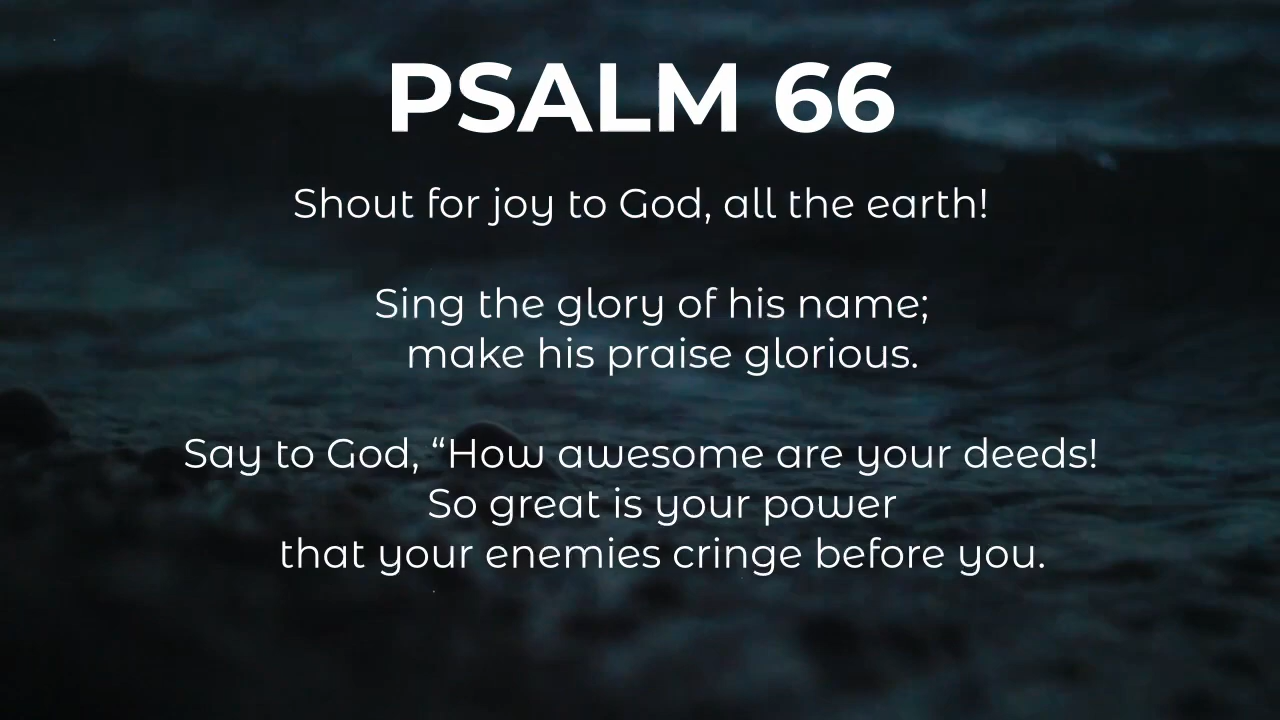 PSALM 66
Shout for joy to God, all the earth!
Sing the glory of his name;
make his praise glorious.
Say to God, “How awesome are your deeds!
So great is your power
that your enemies cringe before you.